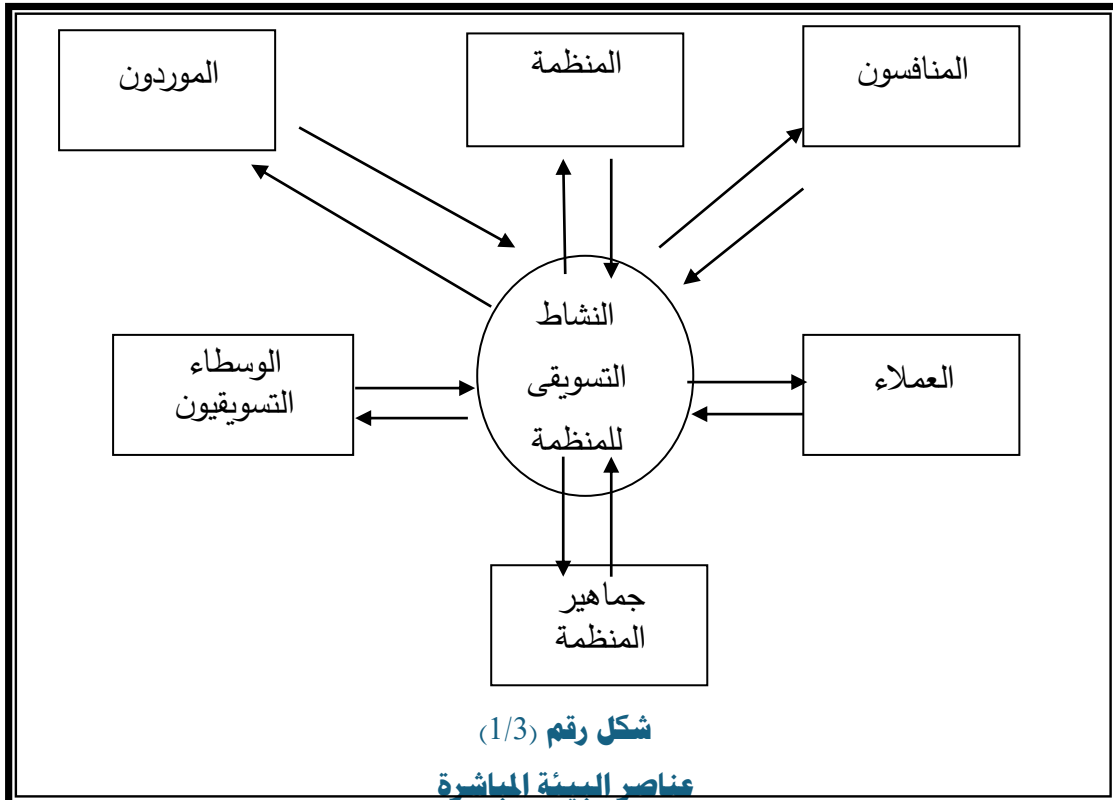 المنافسون
المنظمة
الموردون
النشاط
التسويقى
للمنظمة
العملاء
الوسطاء
التسويقيون
جماهير
المنظمة
شكل رقم (1/3)
عناصر البيئة المباشرة